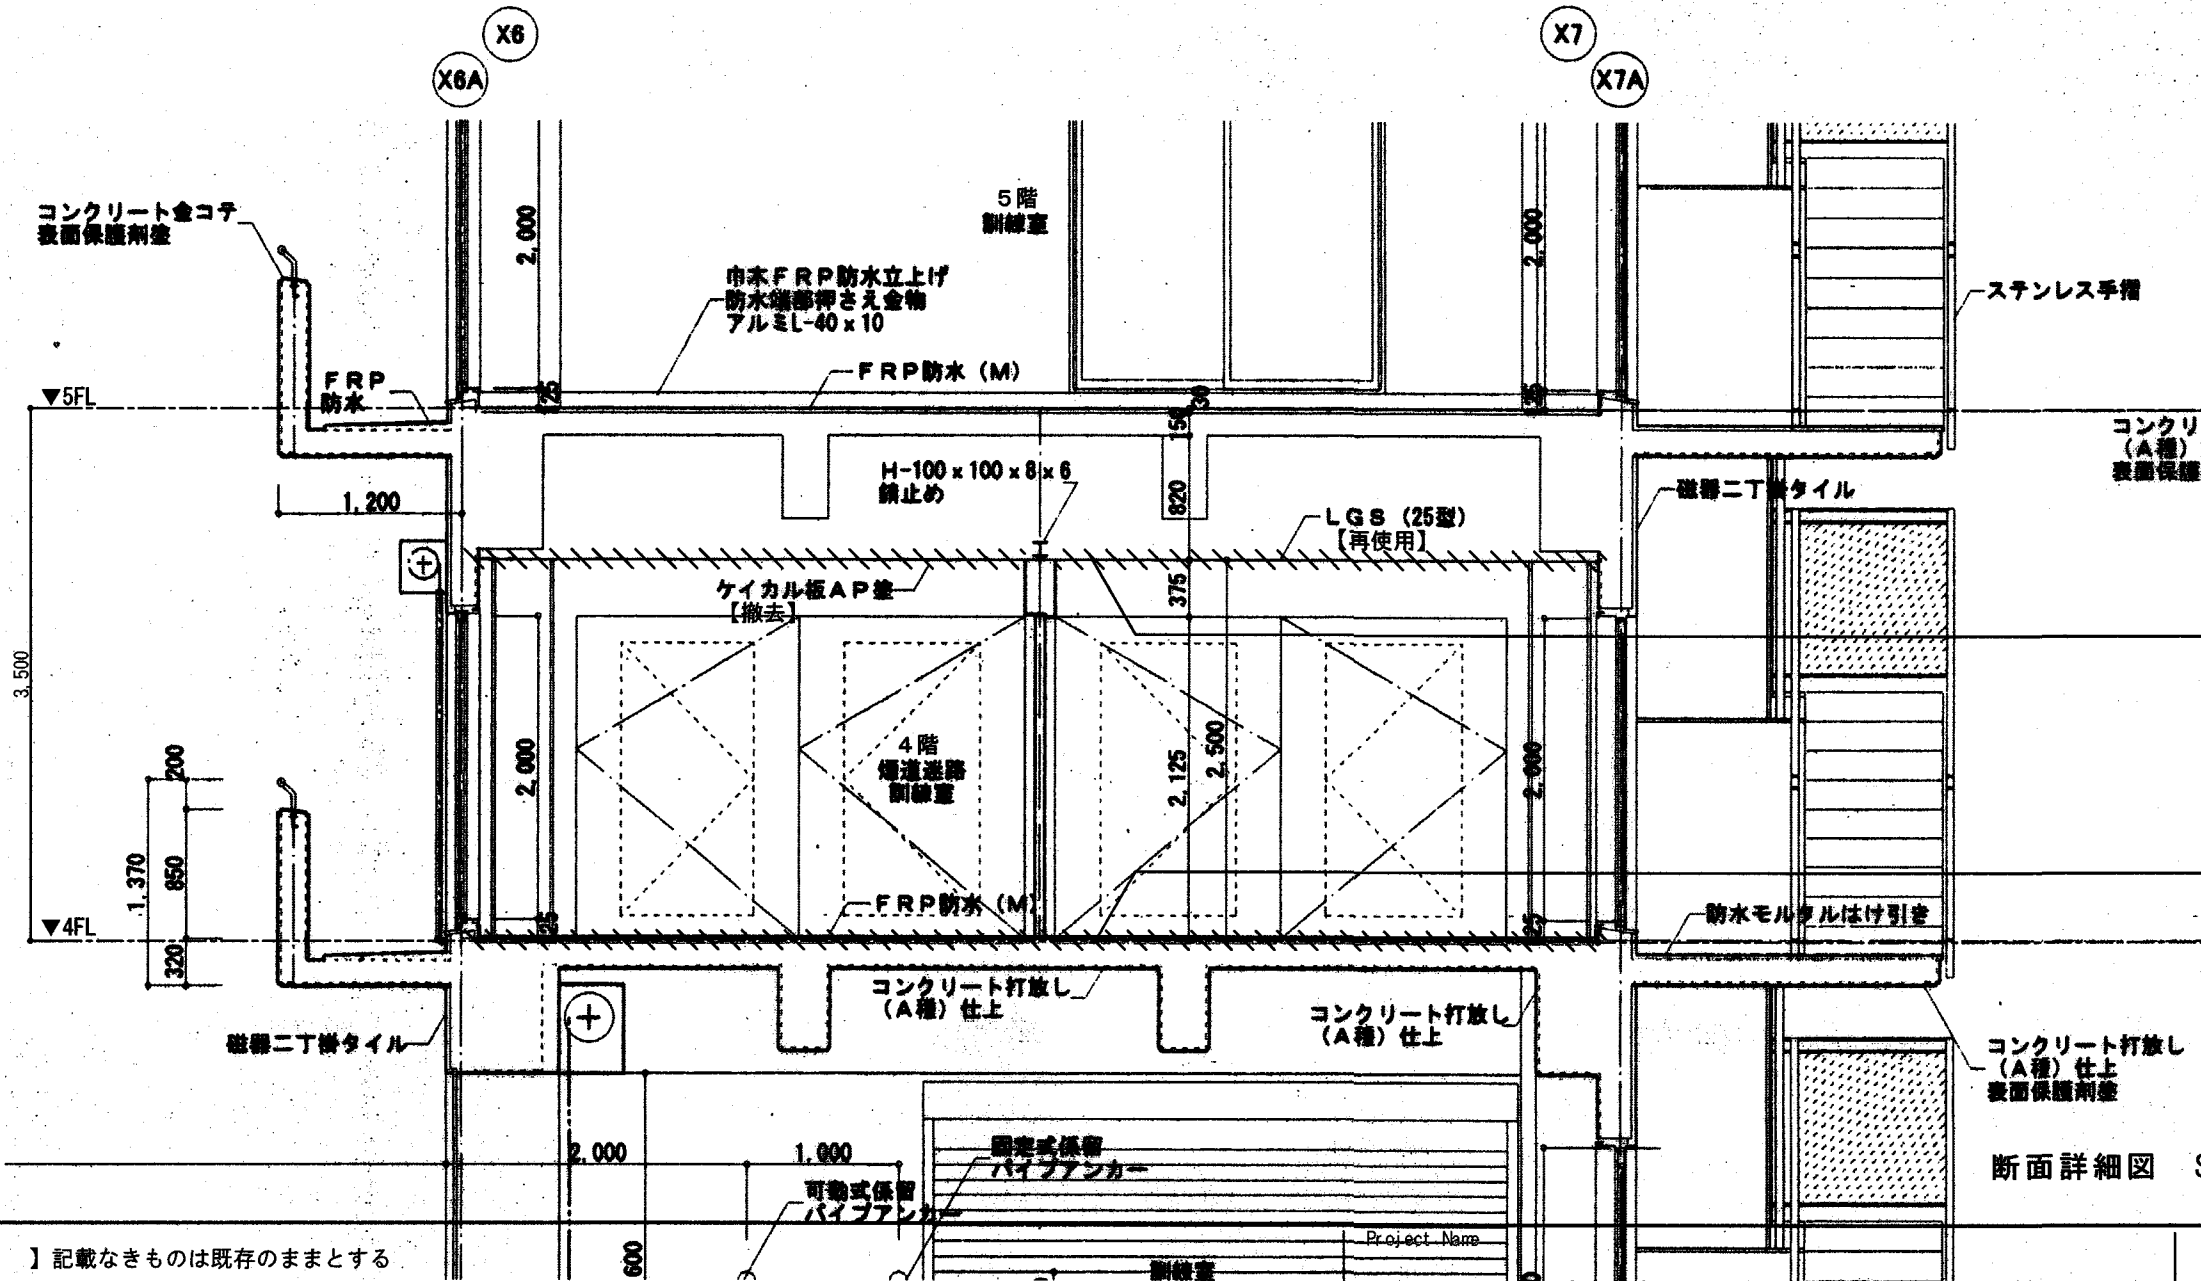 X6
X7
X6A
X7A
コンクリート金コテ
表面保護剤塗
2,000
5階
訓練室
2,000
巾木FRP防水立上げ
防水端部押さえ金物
アルミL-40x10
ステンレス手摺
▼5FL
FRP
防水
FRP防水（M）
125
30
125
150
コンクリ
（A種）
表面保護
1,200
H-100x100x8x6
錆止め
820
磁器二丁掛タイル
LGS（25型）
【再使用】
ケイカル板AP塗
【撤去】
375
3,500
2,000
4階
煙道迷路
訓練室
2,125
2,500
2,000
200
1,370
850
320
▼4FL
125
FRP防水（M）
25
防水モルタルはけ引き
コンクリート打放し
（A種）仕上
コンクリート打放し
（A種）仕上
磁器二丁掛タイル
コンクリート打放し
（A種）仕上
表面保護剤塗
2,000
1,000
固定式係留
パイプアンカー
可動式係留
パイプアンカー
断面詳細図 S
600
Project Name
訓練室
】記載なきものは既存のままとする